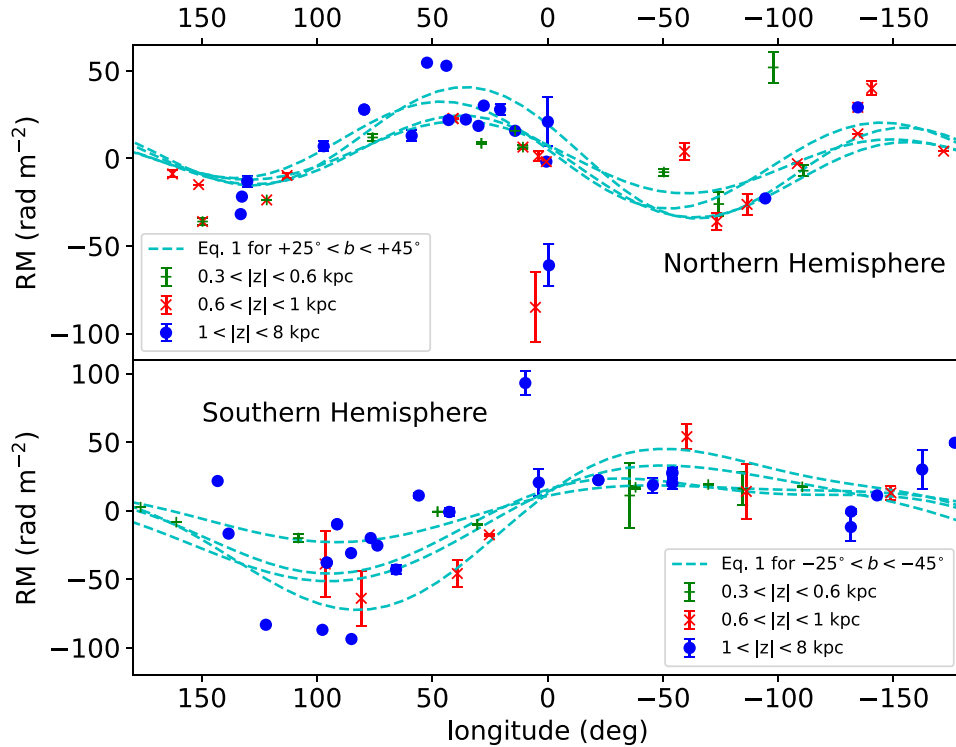 150 100 50 0 −50 −100 −150
50
0
−50
−100
RM (rad m⁻²)
Eq. 1 for +25° < b < +45°
0.3 < |z| < 0.6 kpc
0.6 < |z| < 1 kpc
1 < |z| < 8 kpc
Northern Hemisphere
100
50
0
−50
−100
RM (rad m⁻²)
Southern Hemisphere
Eq. 1 for −25° < b < −45°
0.3 < |z| < 0.6 kpc
0.6 < |z| < 1 kpc
1 < |z| < 8 kpc
150 100 50 0 −50 −100 −150
longitude (deg)